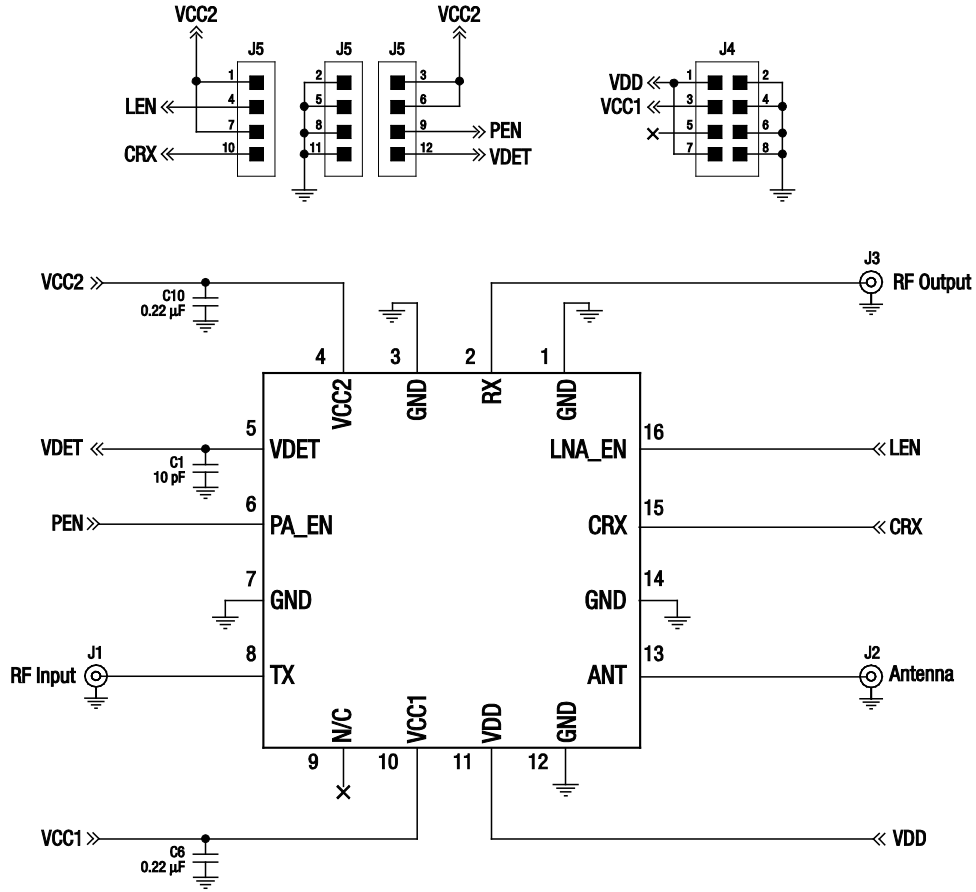 VCC2 VCC2
J5 J5 J5 J4
1 2 3 VDD 1 2
LEN 4 5 6 VCC1 3 4
7 8 9 PEN 5 6
CRX 10 11 12 VDET 7 8
J3
VCC2 RF Output
C10
0.22 µF
4 3 2 1
VCC2 GND RX GND
5 16
VDET VDET LNA_EN LEN
C1
10 pF
6 15
PEN PA_EN CRX CRX
7 14
GND GND
J1 8 13 J2
RF Input TX ANT Antenna
N/C VCC1 VDD GND
9 10 11 12
VCC1 VDD
C6
0.22 µF